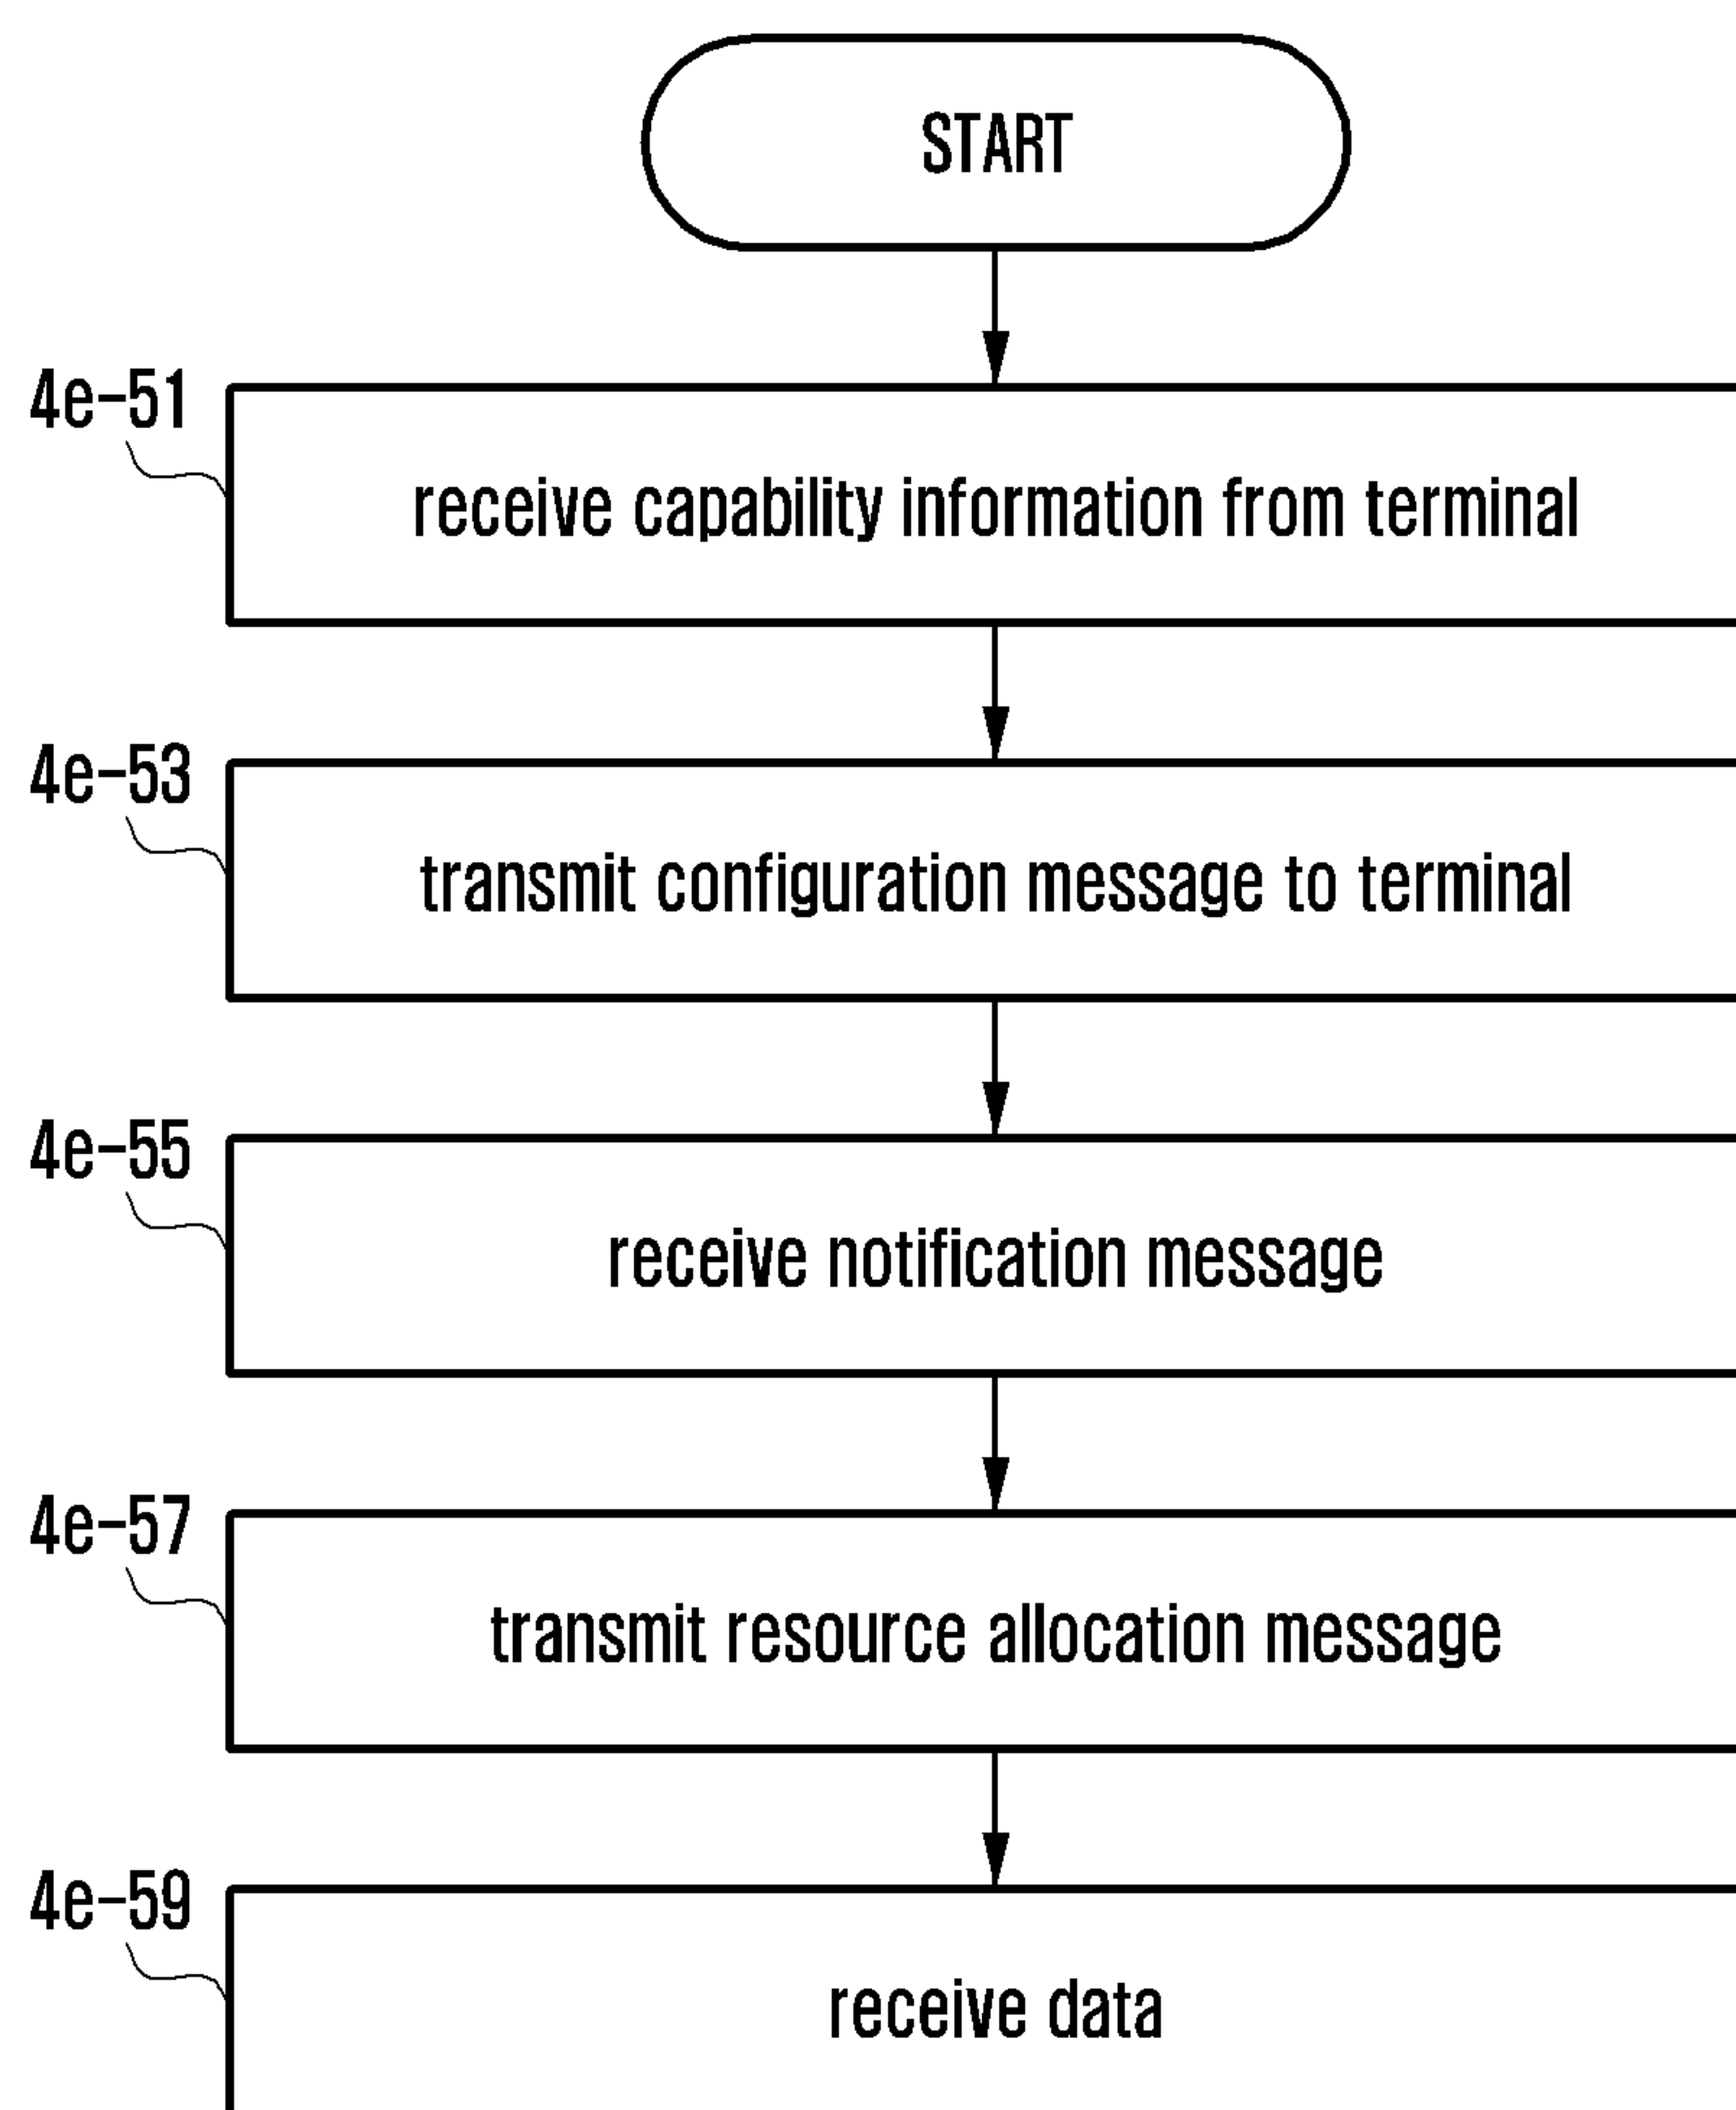 START
4e-51
receive capability information from terminal
4e-53
transmit configuration message to terminal
4e-55
receive notification message
4e-57
transmit resource allocation message
4e-59
receive data